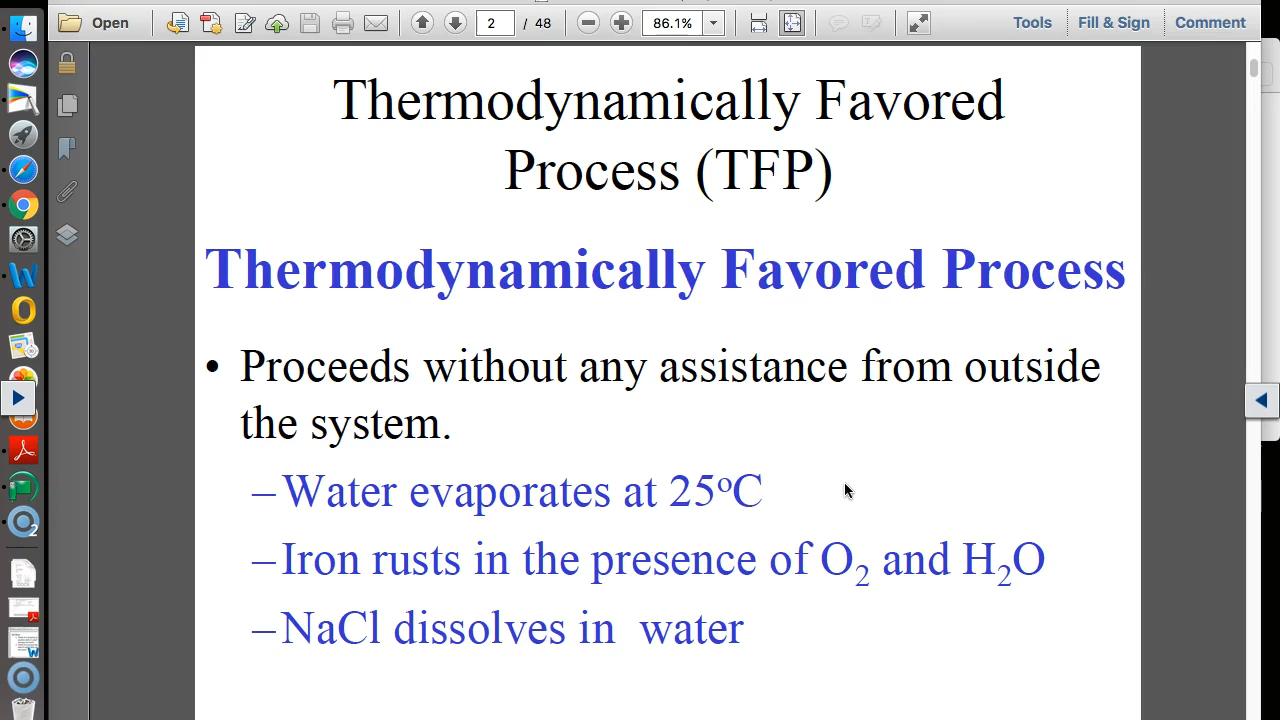 Open
2 / 48
86.1%
Tools
Fill & Sign
Comment
Thermodynamically Favored
Process (TFP)
Thermodynamically Favored Process
• Proceeds without any assistance from outside
the system.
–Water evaporates at 25ºC
–Iron rusts in the presence of O₂ and H₂O
–NaCl dissolves in water